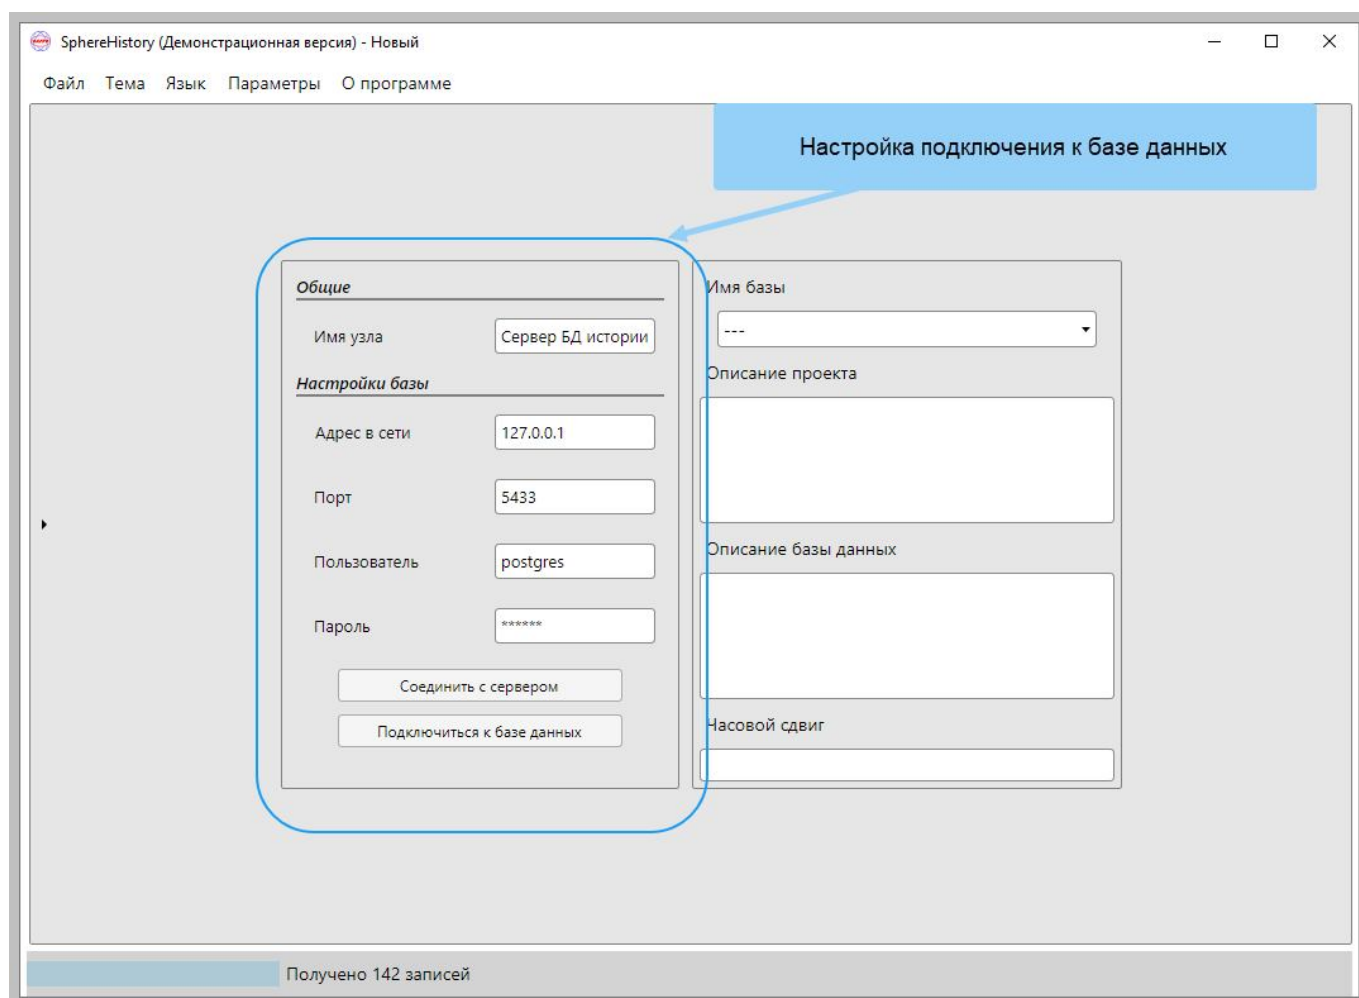 SphereHistory (Демонстрационная версия) - Новый
Файл Тема Язык Параметры О программе
Настройка подключения к базе данных
Общие
Имя узла
Сервер БД истории
Настройки базы
Адрес в сети
127.0.0.1
Порт
5433
Пользователь
postgres
Пароль
******
Соединить с сервером
Подключиться к базе данных
Имя базы
---
Описание проекта
Описание базы данных
Часовой сдвиг
Получено 142 записей